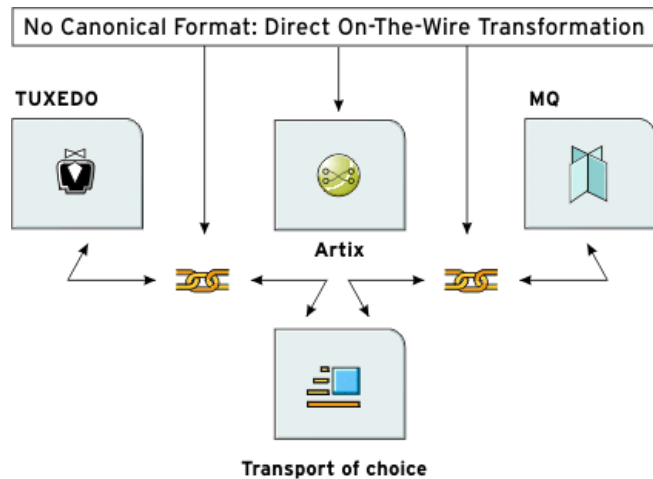 No Canonical Format: Direct On-The-Wire Transformation
TUXEDO
MQ
Artix
Transport of choice